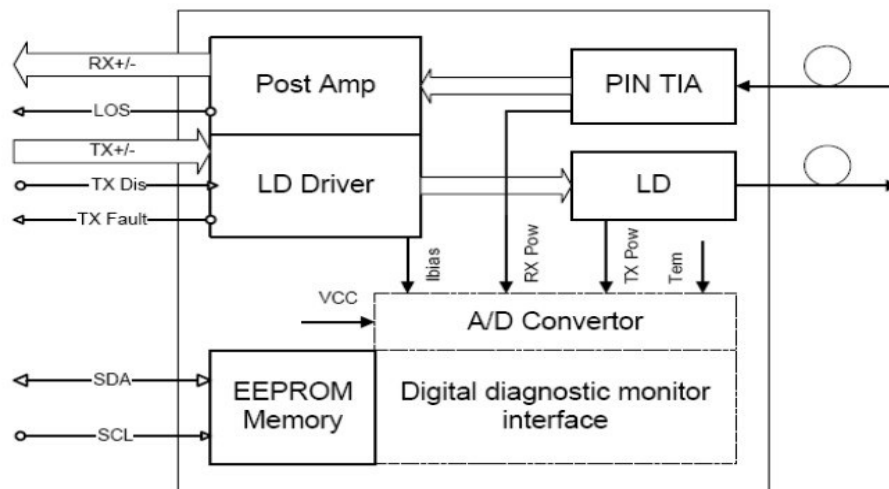 RX+/-
Post Amp
PIN TIA
LOS
TX+/-
TX Dis
LD Driver
LD
TX Fault
Ibias
RX Pow
TX Pow
Tem
VCC
A/D Convertor
SDA
EEPROM
Memory
Digital diagnostic monitor
interface
SCL